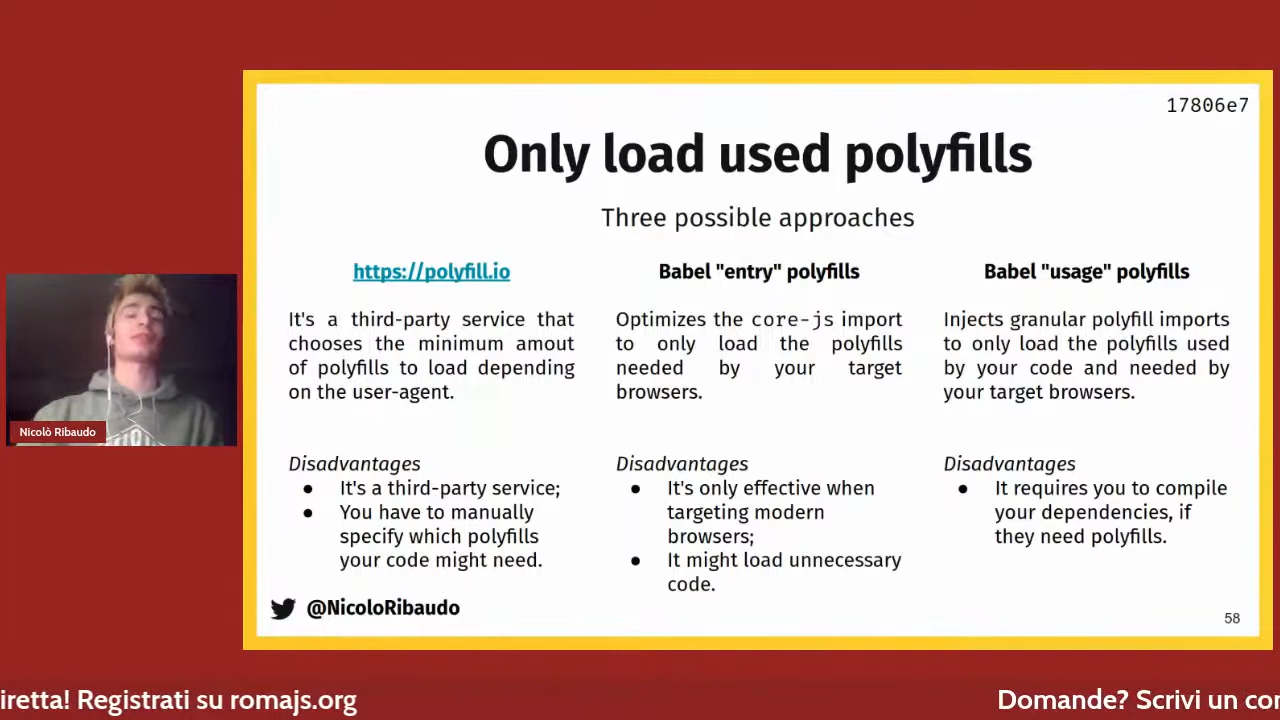 17806e7
Only load used polyfills
Three possible approaches
https://polyfill.io
It's a third-party service that
chooses the minimum amout
of polyfills to load depending
on the user-agent.
Disadvantages
● It's a third-party service;
● You have to manually
specify which polyfills
your code might need.
Babel "entry" polyfills
Optimizes the core-js import
to only load the polyfills
needed by your target
browsers.
Disadvantages
● It's only effective when
targeting modern
browsers;
● It might load unnecessary
code.
Babel "usage" polyfills
Injects granular polyfill imports
to only load the polyfills used
by your code and needed by
your target browsers.
Disadvantages
● It requires you to compile
your dependencies, if
they need polyfills.
@NicoloRibaudo
58
Nicolò Ribaudo
iretta! Registrati su romajs.org
Domande? Scrivi un co